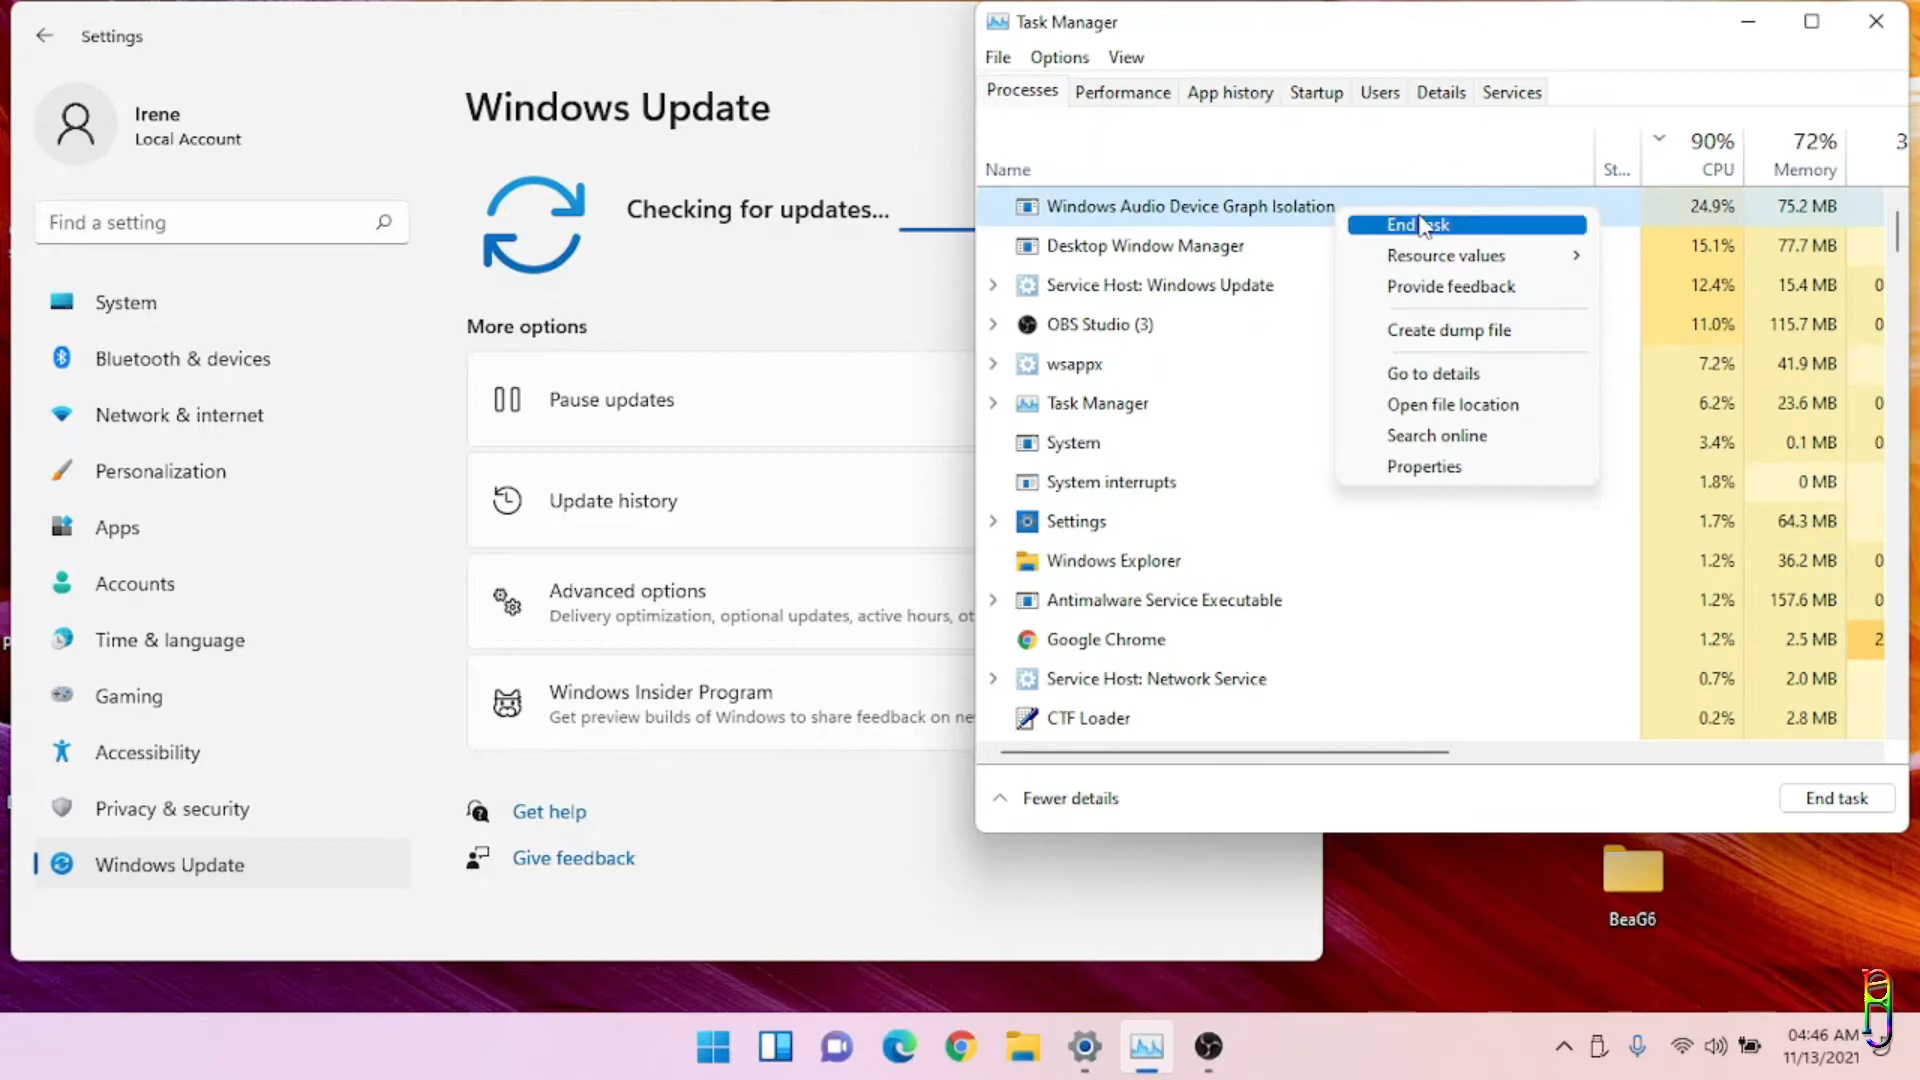 Settings
Irene
Local Account
Find a setting
System
Bluetooth & devices
Network & internet
Personalization
Apps
Accounts
Time & language
Gaming
Accessibility
Privacy & security
Windows Update
Windows Update
Checking for updates...
More options
Pause updates
Update history
Advanced options
Delivery optimization, optional updates, active hours, ot
Windows Insider Program
Get preview builds of Windows to share feedback on ne
Get help
Give feedback
Task Manager
File Options View
Processes Performance App history Startup Users Details Services
90% 72% 3
Name St... CPU Memory
Windows Audio Device Graph Isolation 24.9% 75.2 MB
Desktop Window Manager 15.1% 77.7 MB
Service Host: Windows Update 12.4% 15.4 MB 0
OBS Studio (3) 11.0% 115.7 MB 0
wsappx 7.2% 41.9 MB
Task Manager 6.2% 23.6 MB 0
System 3.4% 0.1 MB 0
System interrupts 1.8% 0 MB
Settings 1.7% 64.3 MB
Windows Explorer 1.2% 36.2 MB 0
Antimalware Service Executable 1.2% 157.6 MB 0
Google Chrome 1.2% 2.5 MB 2
Service Host: Network Service 0.7% 2.0 MB
CTF Loader 0.2% 2.8 MB
End task
Resource values
Provide feedback
Create dump file
Go to details
Open file location
Search online
Properties
Fewer details
End task
BeaG6
04:46 AM
11/13/2021